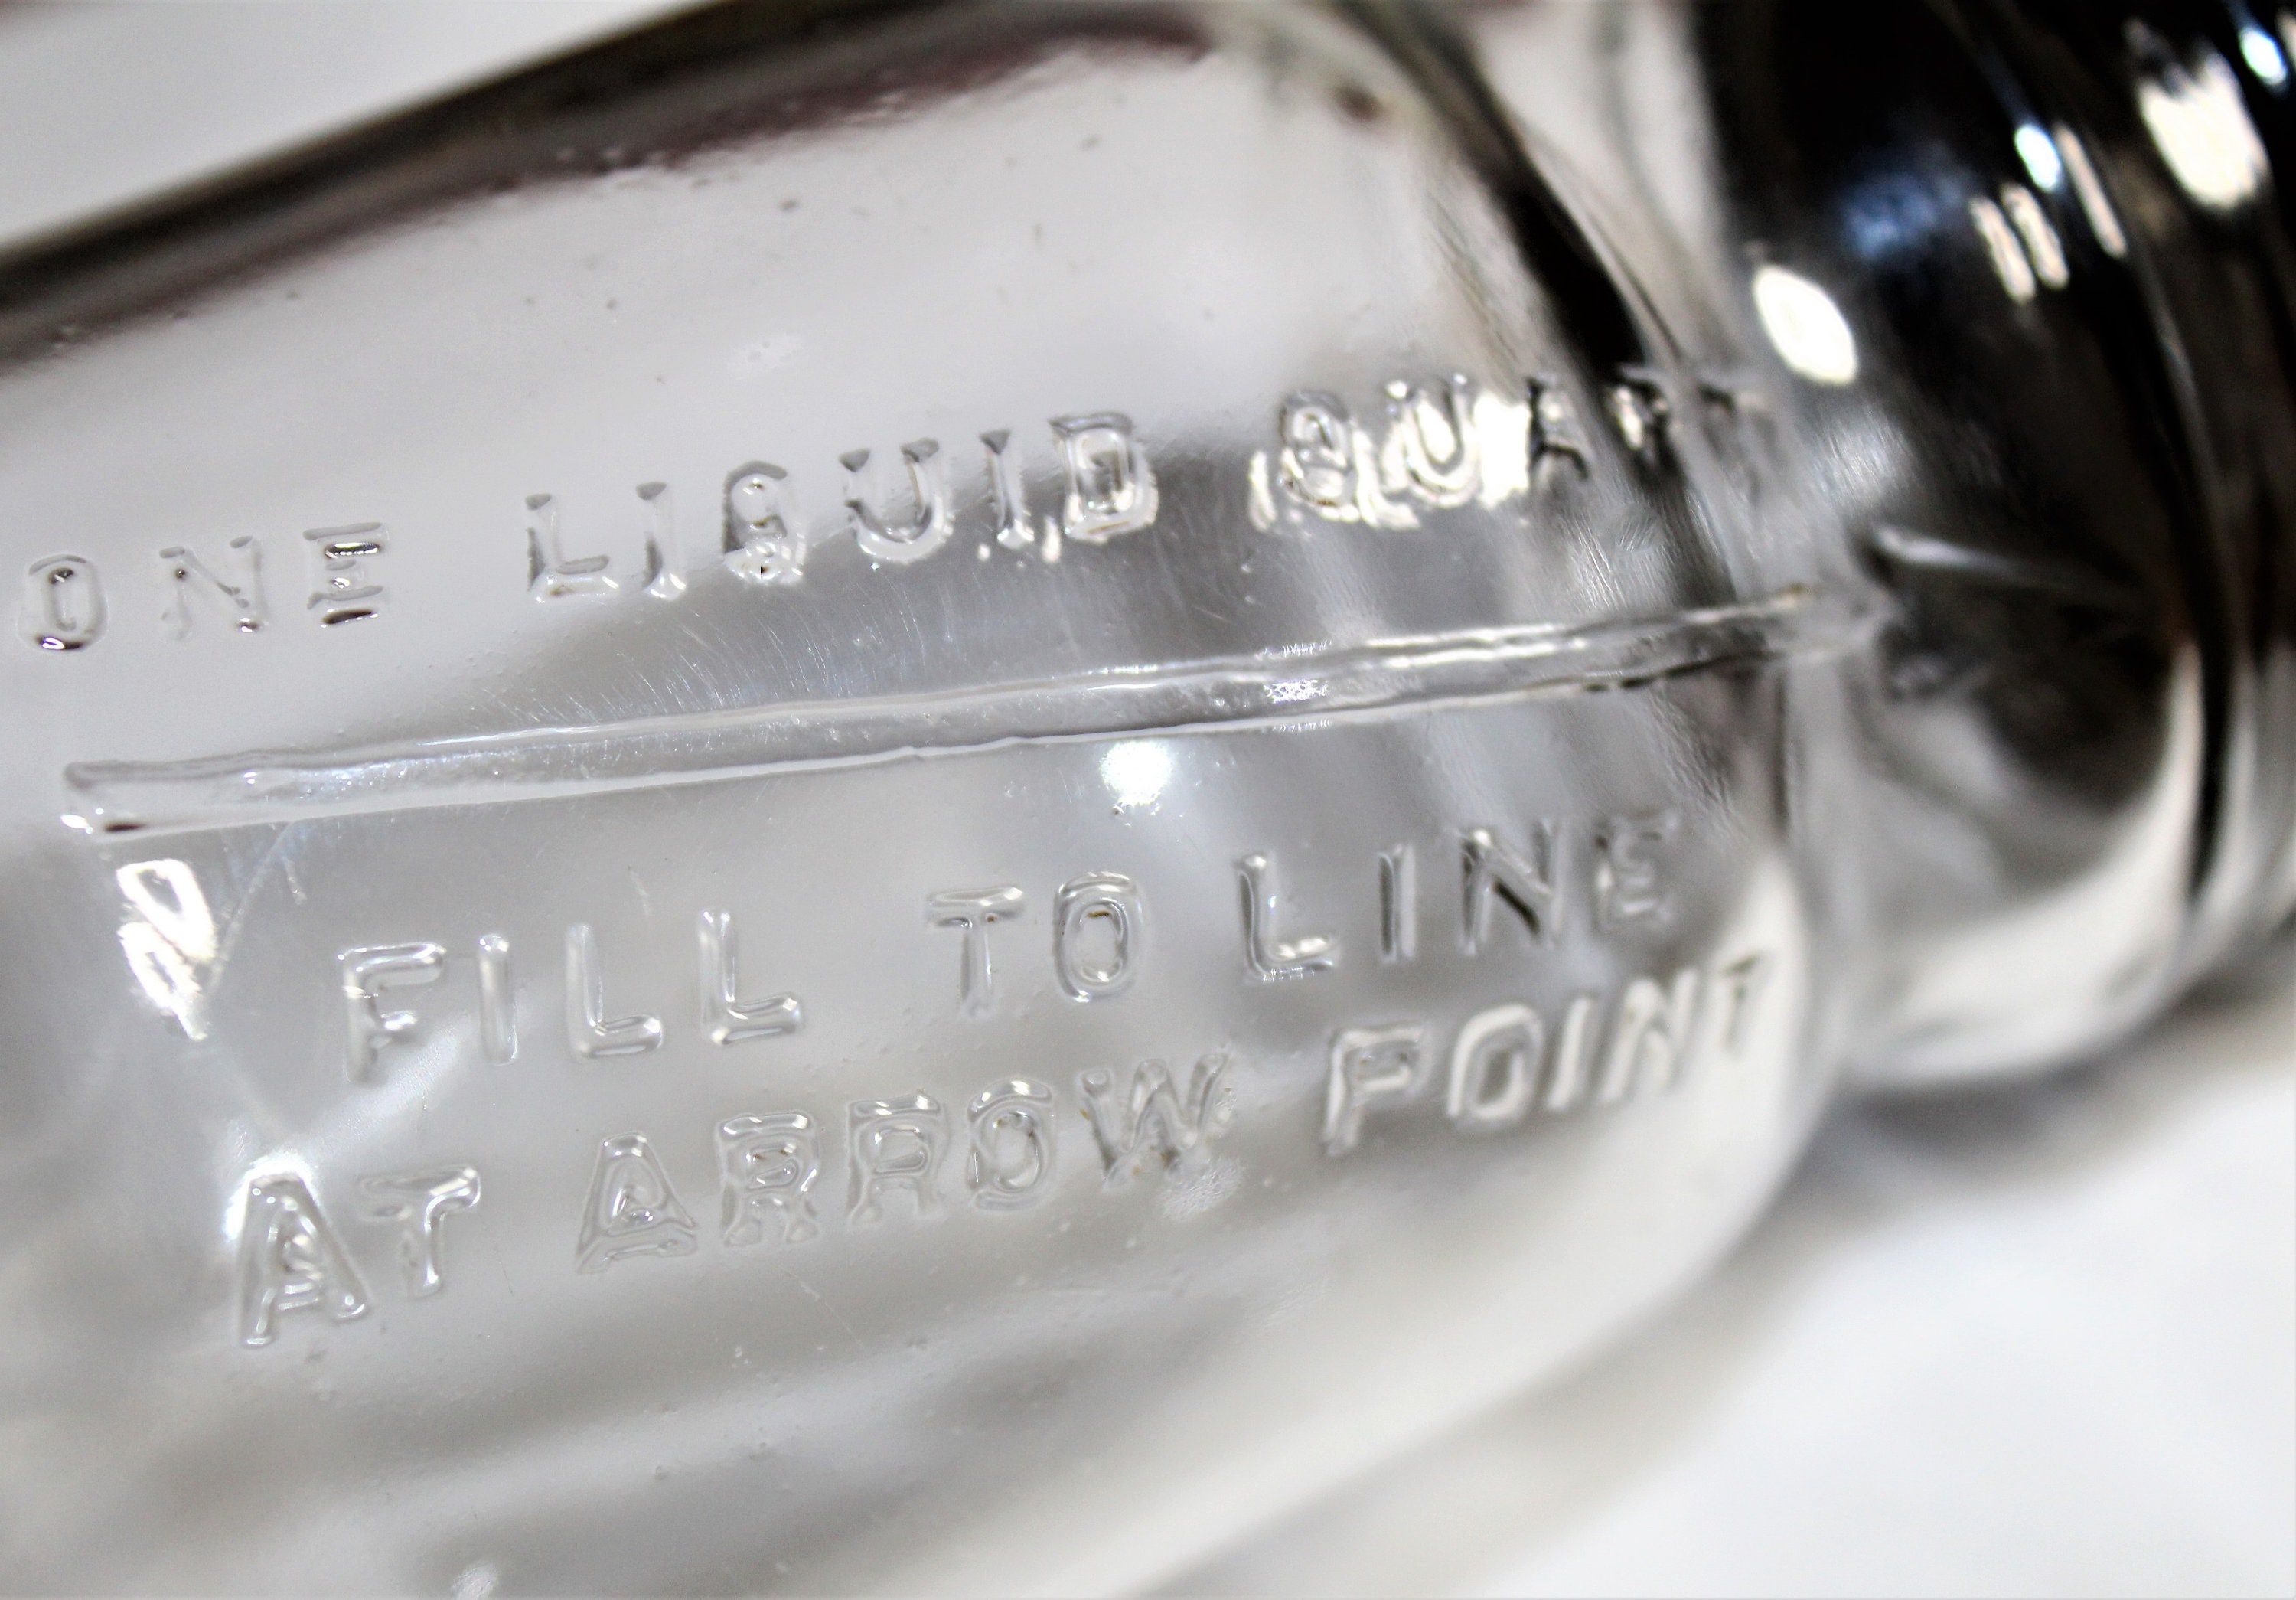 ONE LIQUID QUART
FILL TO LINE
AT ARROW POINT